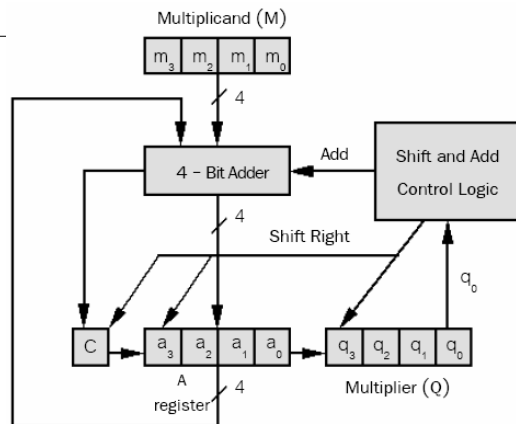 Multiplicand (M)
m3 m2 m1 m0
4
4 - Bit Adder
Add
Shift and Add
Control Logic
4
Shift Right
q0
C
a3 a2 a1 a0
q3 q2 q1 q0
A
register
4
Multiplier (Q)